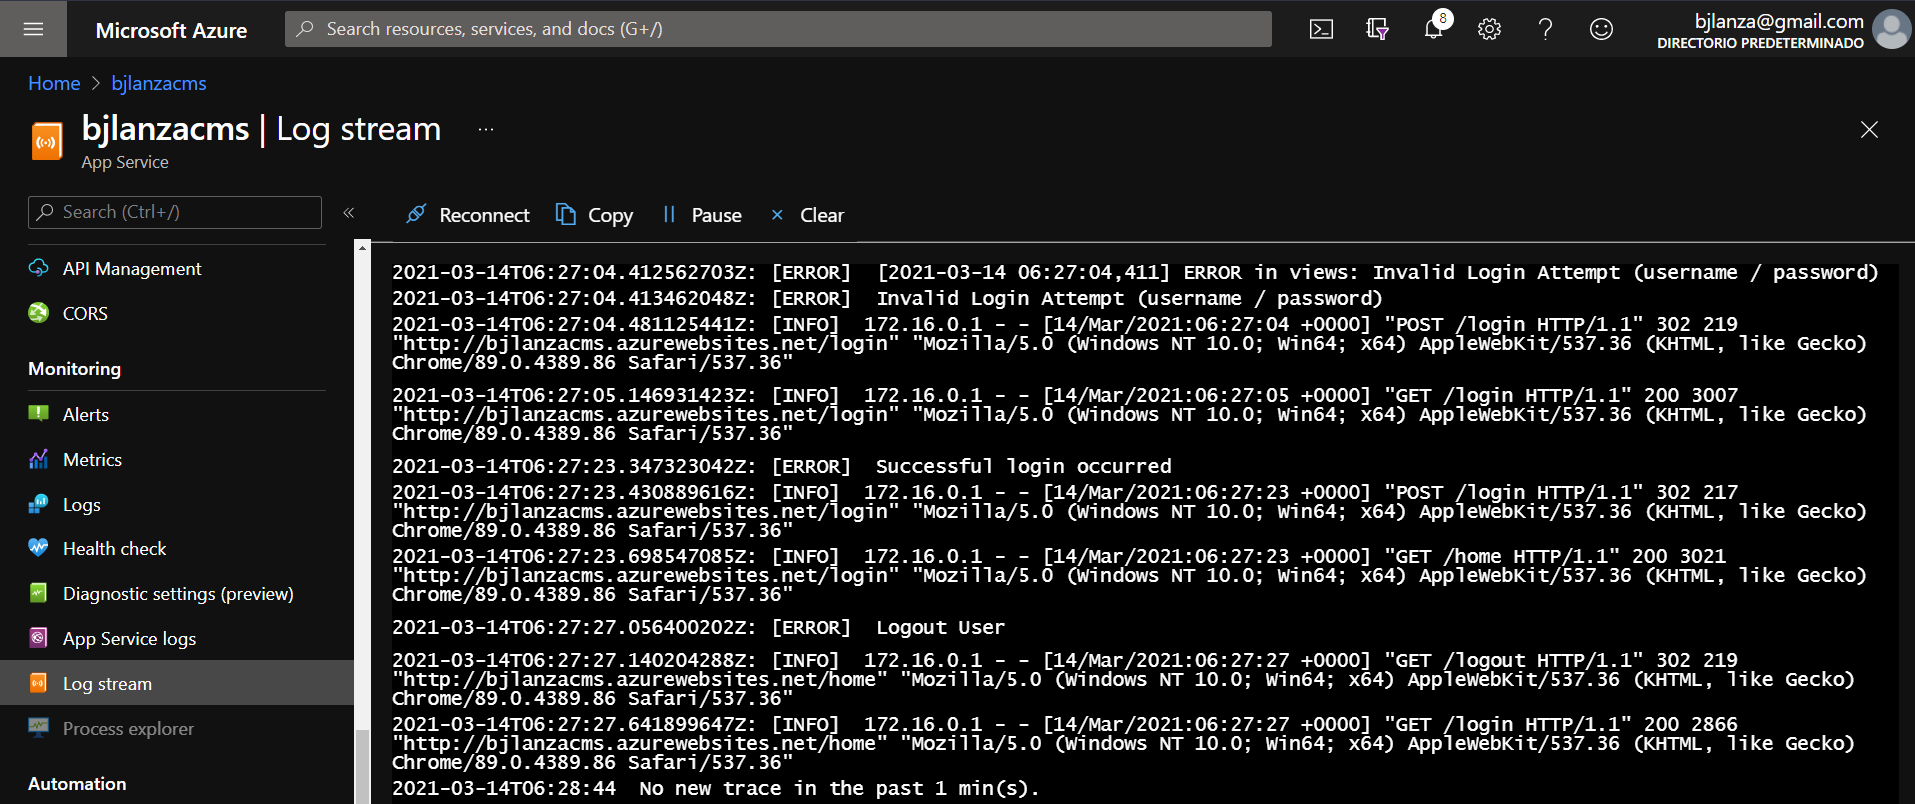 Microsoft Azure
Search resources, services, and docs (G+/)
8
bjlanza@gmail.com
DIRECTORIO PREDETERMINADO
Home > bjlanzacms
bjlanzacms | Log stream ...
App Service
Search (Ctrl+/)
«
Reconnect Copy Pause Clear
API Management
CORS
Monitoring
Alerts
Metrics
Logs
Health check
Diagnostic settings (preview)
App Service logs
Log stream
Process explorer
Automation
2021-03-14T06:27:04.412562703Z: [ERROR]  [2021-03-14 06:27:04,411] ERROR in views: Invalid Login Attempt (username / password)
2021-03-14T06:27:04.413462048Z: [ERROR]  Invalid Login Attempt (username / password)
2021-03-14T06:27:04.481125441Z: [INFO]  172.16.0.1 - - [14/Mar/2021:06:27:04 +0000] "POST /login HTTP/1.1" 302 219
"http://bjlanzacms.azurewebsites.net/login" "Mozilla/5.0 (Windows NT 10.0; Win64; x64) AppleWebKit/537.36 (KHTML, like Gecko)
Chrome/89.0.4389.86 Safari/537.36"
2021-03-14T06:27:05.146931423Z: [INFO]  172.16.0.1 - - [14/Mar/2021:06:27:05 +0000] "GET /login HTTP/1.1" 200 3007
"http://bjlanzacms.azurewebsites.net/login" "Mozilla/5.0 (Windows NT 10.0; Win64; x64) AppleWebKit/537.36 (KHTML, like Gecko)
Chrome/89.0.4389.86 Safari/537.36"
2021-03-14T06:27:23.347323042Z: [ERROR]  Successful login occurred
2021-03-14T06:27:23.430889616Z: [INFO]  172.16.0.1 - - [14/Mar/2021:06:27:23 +0000] "POST /login HTTP/1.1" 302 217
"http://bjlanzacms.azurewebsites.net/login" "Mozilla/5.0 (Windows NT 10.0; Win64; x64) AppleWebKit/537.36 (KHTML, like Gecko)
Chrome/89.0.4389.86 Safari/537.36"
2021-03-14T06:27:23.698547085Z: [INFO]  172.16.0.1 - - [14/Mar/2021:06:27:23 +0000] "GET /home HTTP/1.1" 200 3021
"http://bjlanzacms.azurewebsites.net/login" "Mozilla/5.0 (Windows NT 10.0; Win64; x64) AppleWebKit/537.36 (KHTML, like Gecko)
Chrome/89.0.4389.86 Safari/537.36"
2021-03-14T06:27:27.056400202Z: [ERROR]  Logout User
2021-03-14T06:27:27.140204288Z: [INFO]  172.16.0.1 - - [14/Mar/2021:06:27:27 +0000] "GET /logout HTTP/1.1" 302 219
"http://bjlanzacms.azurewebsites.net/home" "Mozilla/5.0 (Windows NT 10.0; Win64; x64) AppleWebKit/537.36 (KHTML, like Gecko)
Chrome/89.0.4389.86 Safari/537.36"
2021-03-14T06:27:27.641899647Z: [INFO]  172.16.0.1 - - [14/Mar/2021:06:27:27 +0000] "GET /login HTTP/1.1" 200 2866
"http://bjlanzacms.azurewebsites.net/home" "Mozilla/5.0 (Windows NT 10.0; Win64; x64) AppleWebKit/537.36 (KHTML, like Gecko)
Chrome/89.0.4389.86 Safari/537.36"
2021-03-14T06:28:44  No new trace in the past 1 min(s).